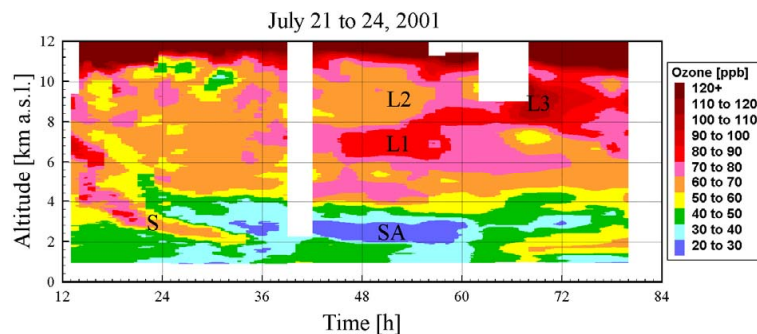 July 21 to 24, 2001
12
10
8
6
4
2
0
Altitude [km a.s.l.]
L2
L3
L1
S
SA
12 24 36 48 60 72 84
Time [h]
Ozone [ppb]
120+
110 to 120
100 to 110
90 to 100
80 to 90
70 to 80
60 to 70
50 to 60
40 to 50
30 to 40
20 to 30